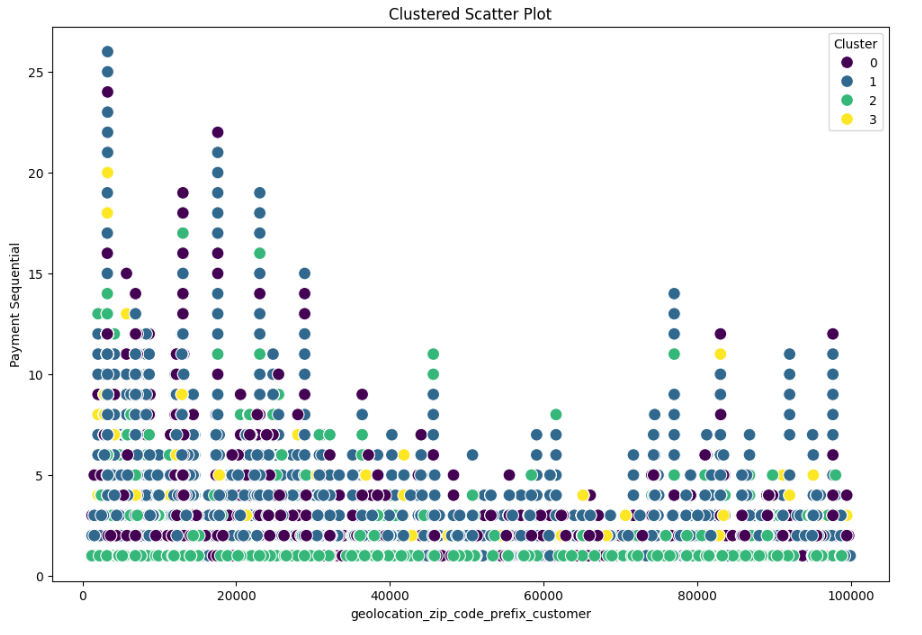 Clustered Scatter Plot
Cluster
0
1
2
3
Payment Sequential
25
20
15
10
5
0
0 20000 40000 60000 80000 100000
geolocation_zip_code_prefix_customer